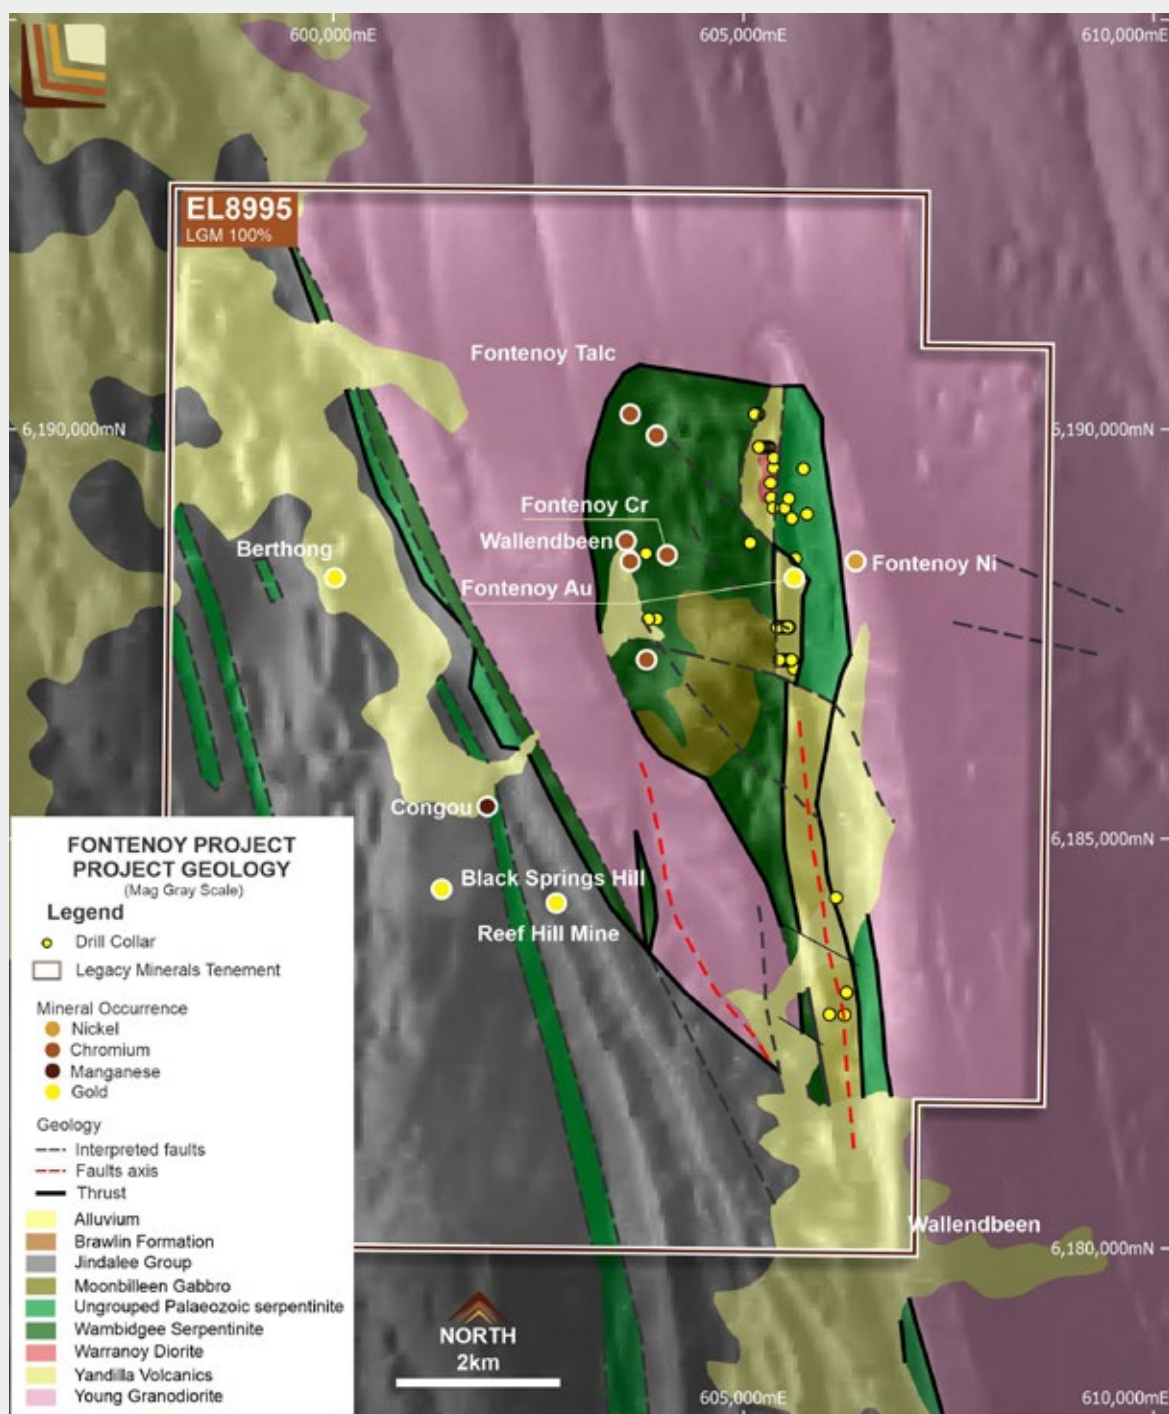 600,000mE
605,000mE
610,000mE
EL8995
LGM 100%
Fontenoy Talc
6,190,000mN
6,190,000mN
Fontenoy Cr
Wallendbeen
Berthong
Fontenoy Ni
Fontenoy Au
Congou
6,185,000mN
Black Springs Hill
Reef Hill Mine
FONTENOY PROJECT
PROJECT GEOLOGY
(Mag Gray Scale)
Legend
Drill Collar
Legacy Minerals Tenement
Mineral Occurrence
Nickel
Chromium
Manganese
Gold
Geology
Interpreted faults
Faults axis
Thrust
Alluvium
Brawlin Formation
Jindalee Group
Moonbilleen Gabbro
Ungrouped Palaeozoic serpentinite
Wambidgee Serpentinite
Warranoy Diorite
Yandilla Volcanics
Young Granodiorite
Wallendbeen
6,180,000mN
NORTH
2km
605,000mE
610,000mE